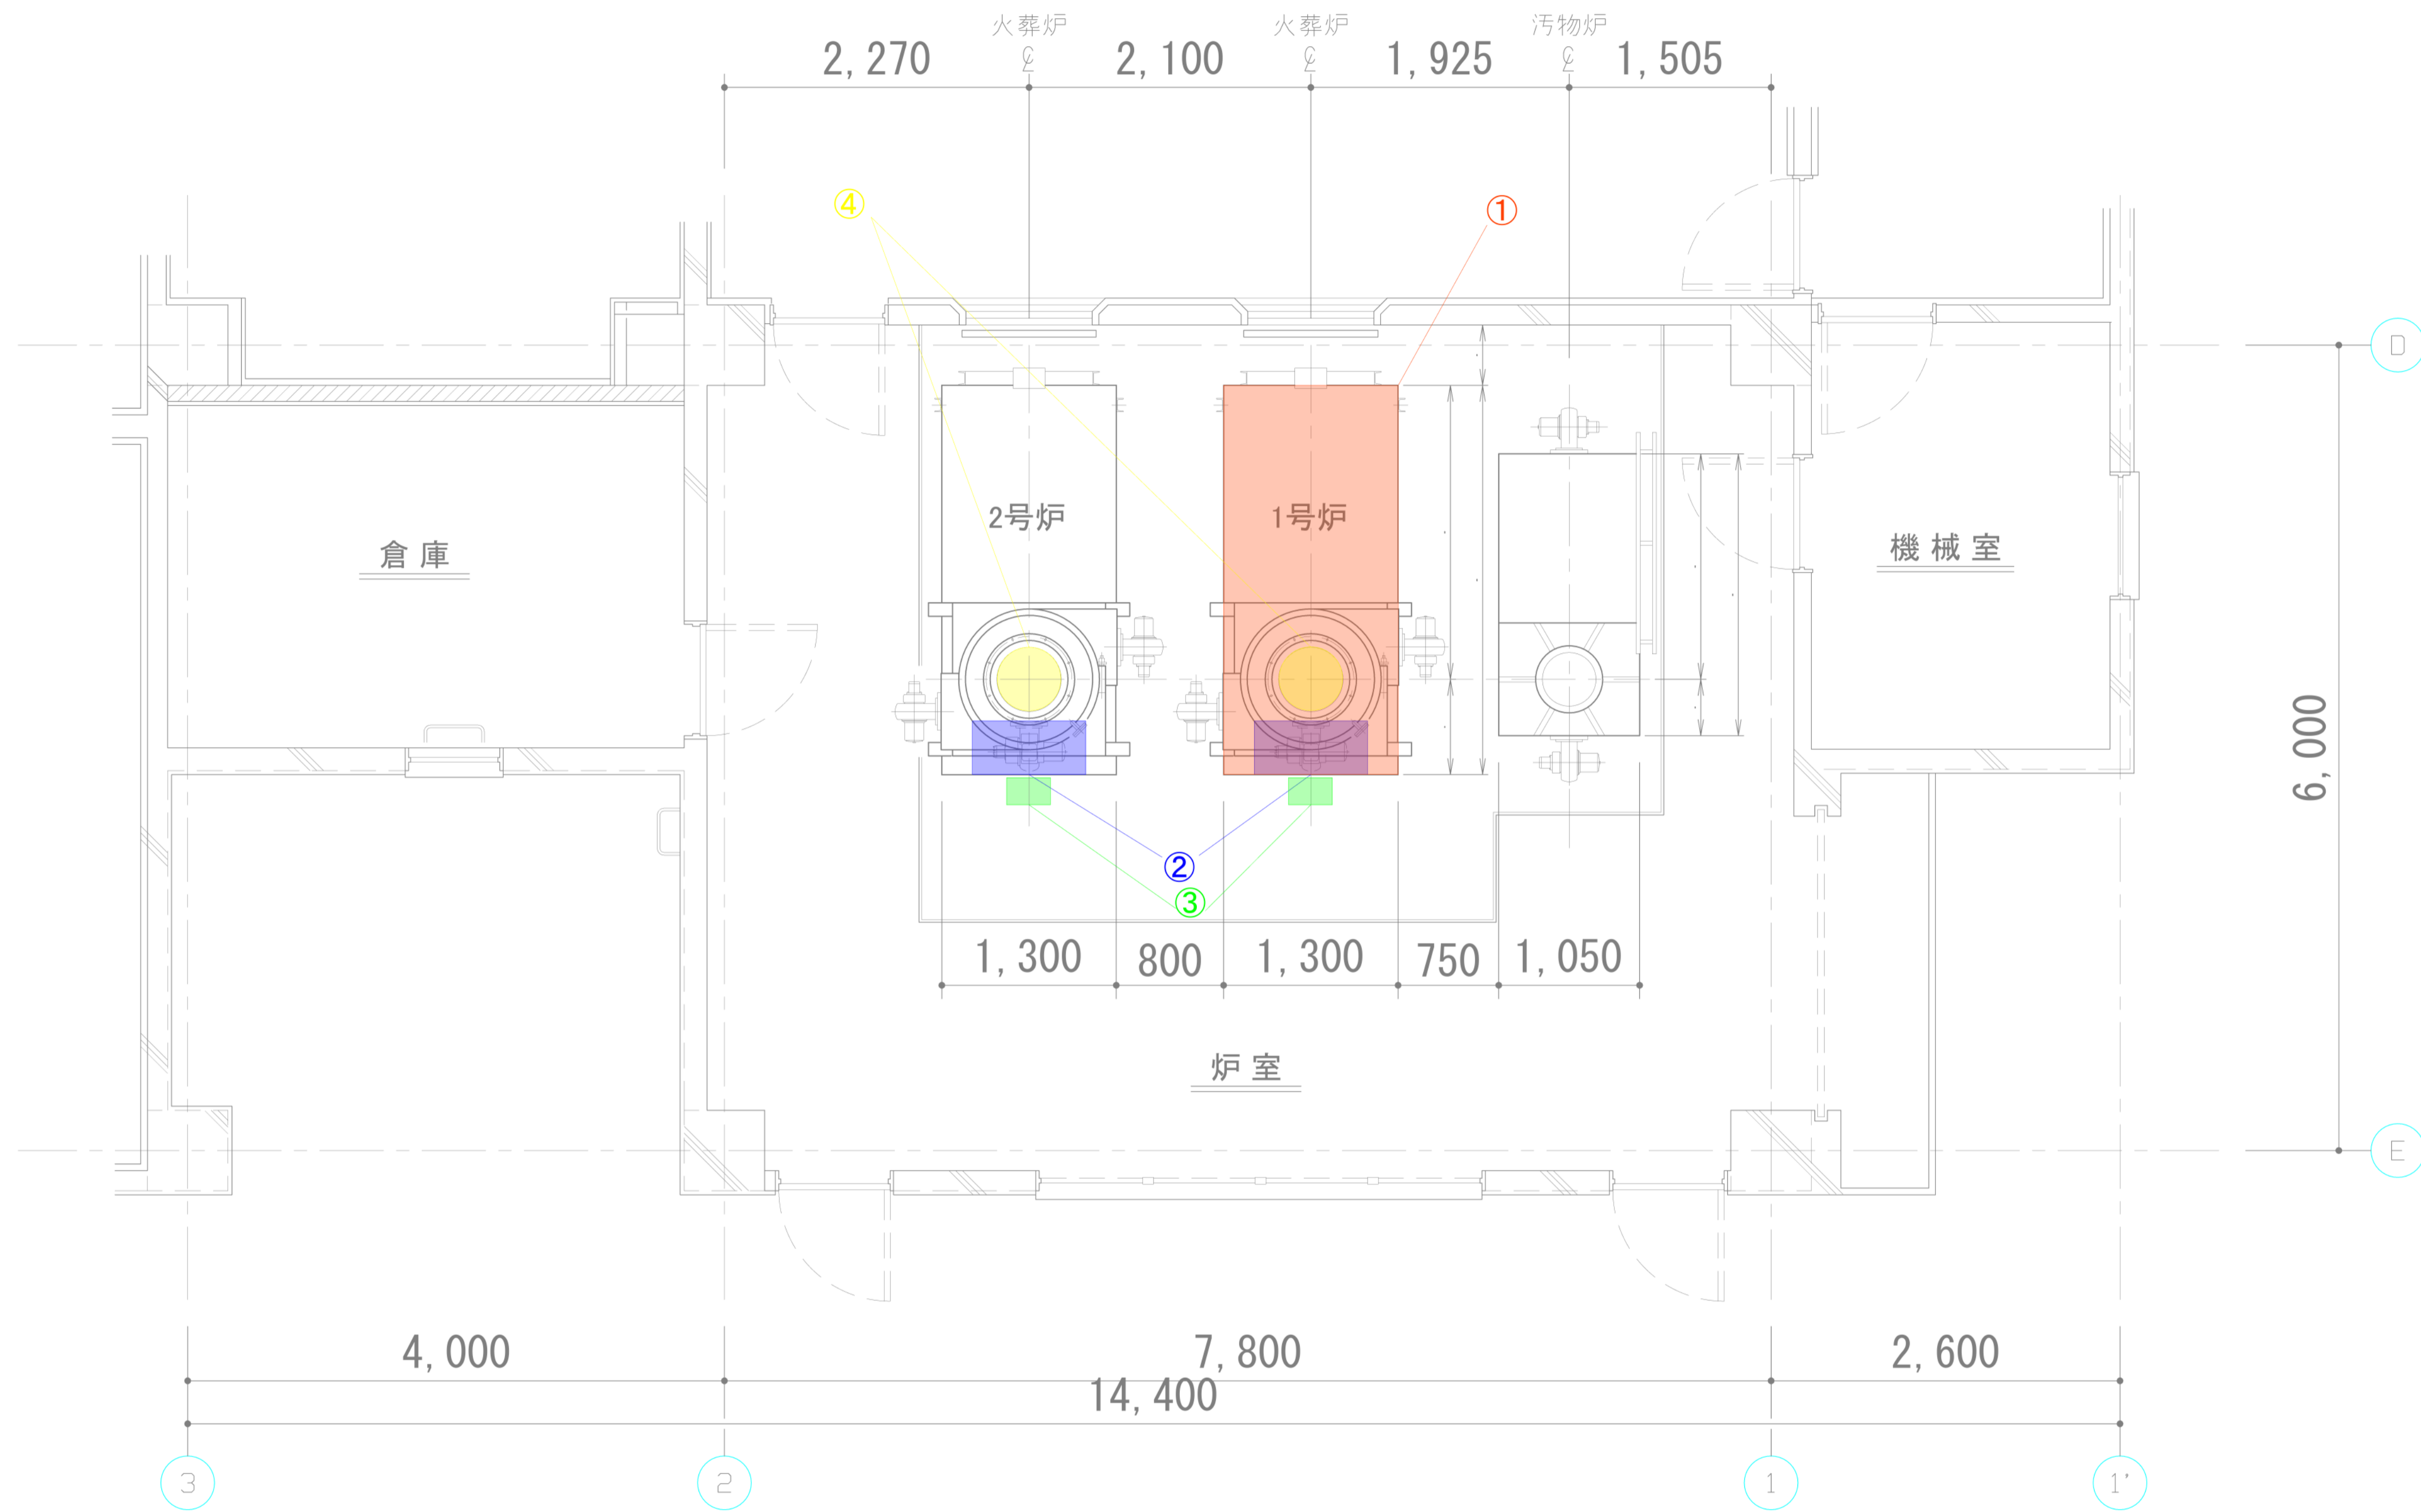 火葬炉 火葬炉 汚物炉
℄ ℄ ℄
2,270 2,100 1,925 1,505
④ ①
D
2号炉 1号炉
倉庫 機械室
6,000
②
③
1,300 800 1,300 750 1,050
炉室
E
4,000 7,800 2,600
14,400
3 2 1 1'